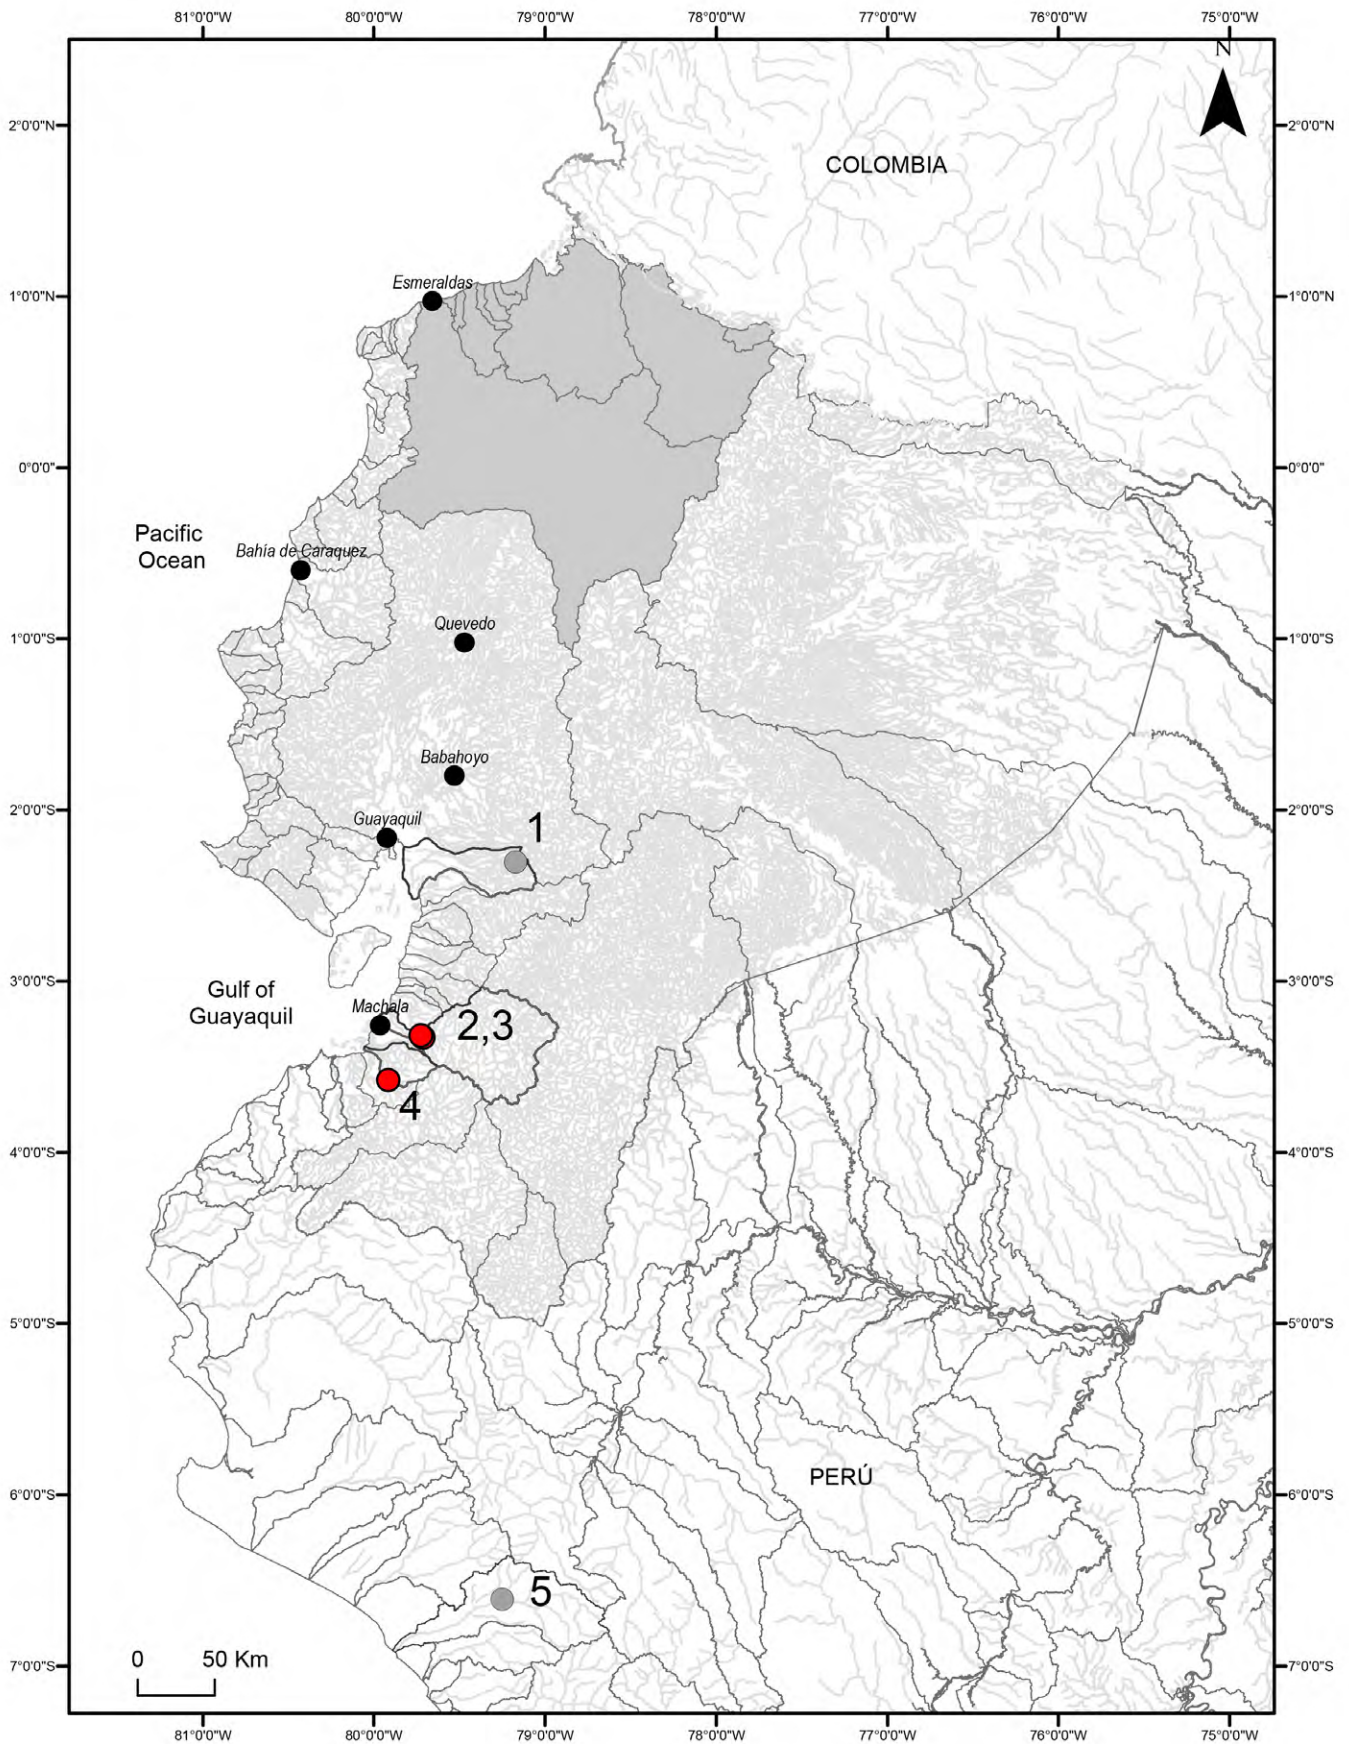 81°0'0"W 80°0'0"W 79°0'0"W 78°0'0"W 77°0'0"W 76°0'0"W 75°0'0"W
N
2°0'0"N 2°0'0"N
COLOMBIA
Esmeraldas
1°0'0"N 1°0'0"N
0°0'0" 0°0'0"
Pacific
Ocean
Bahía de Caraquez
Quevedo
1°0'0"S 1°0'0"S
Babahoyo
2°0'0"S 2°0'0"S
Guayaquil
1
3°0'0"S 3°0'0"S
Gulf of
Guayaquil
Machala
2,3
4
4°0'0"S 4°0'0"S
5°0'0"S 5°0'0"S
PERÚ
6°0'0"S 6°0'0"S
5
0 50 Km
7°0'0"S 7°0'0"S
81°0'0"W 80°0'0"W 79°0'0"W 78°0'0"W 77°0'0"W 76°0'0"W 75°0'0"W